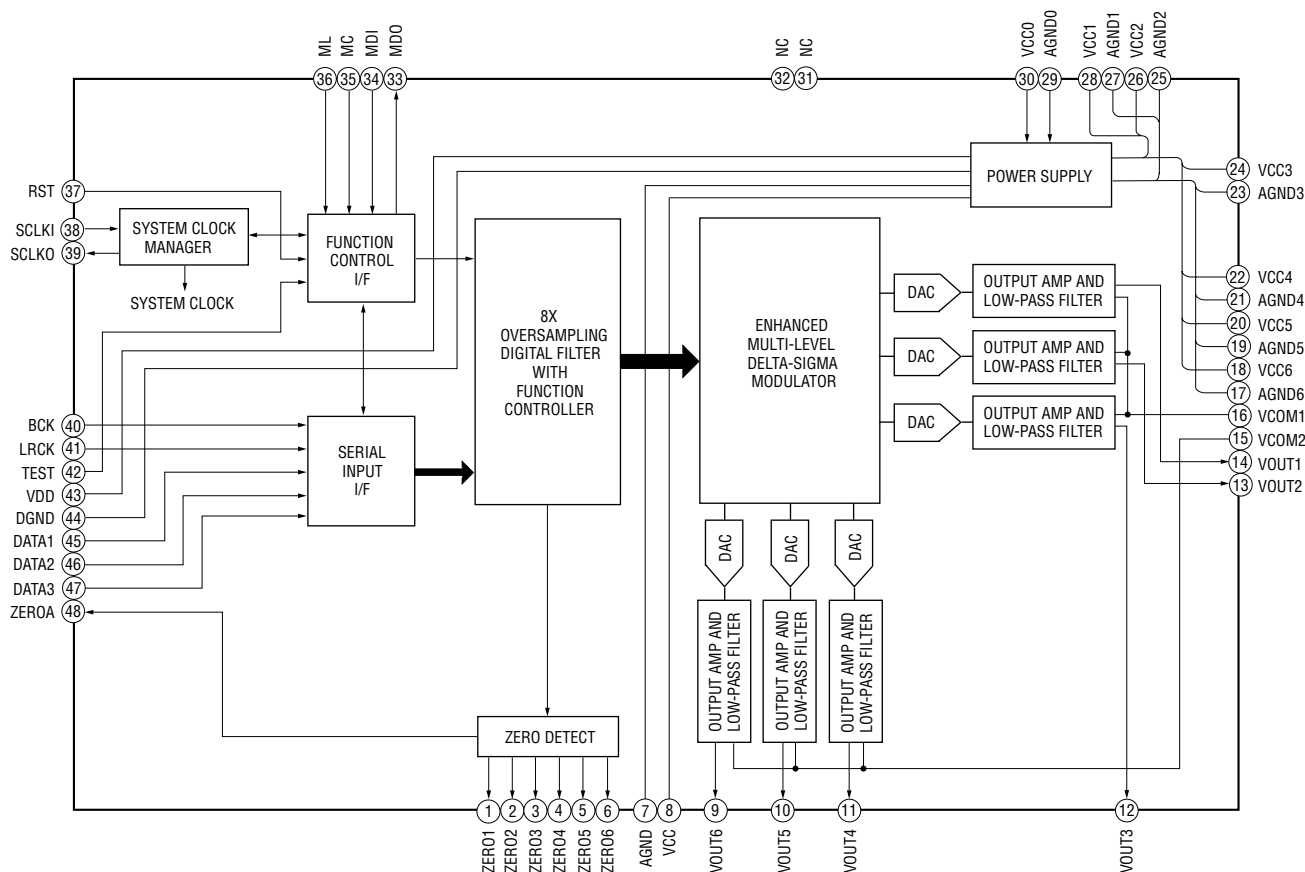 ML
MC
MDI
MDO
NC
NC
VCC0
AGND0
VCC1
AGND1
VCC2
AGND2
36
35
34
33
32
31
30
29
28
27
26
25
RST
37
SCLKI
38
SCLKO
39
SYSTEM CLOCK
MANAGER
SYSTEM CLOCK
FUNCTION
CONTROL
I/F
POWER SUPPLY
24
VCC3
23
AGND3
22
VCC4
21
AGND4
20
VCC5
19
AGND5
18
VCC6
17
AGND6
16
VCOM1
15
VCOM2
14
VOUT1
13
VOUT2
8X
OVERSAMPLING
DIGITAL FILTER
WITH
FUNCTION
CONTROLLER
ENHANCED
MULTI-LEVEL
DELTA-SIGMA
MODULATOR
DAC
OUTPUT AMP AND
LOW-PASS FILTER
DAC
OUTPUT AMP AND
LOW-PASS FILTER
DAC
OUTPUT AMP AND
LOW-PASS FILTER
BCK
40
LRCK
41
TEST
42
VDD
43
DGND
44
DATA1
45
DATA2
46
DATA3
47
ZEROA
48
SERIAL
INPUT
I/F
DAC
DAC
DAC
OUTPUT AMP AND
LOW-PASS FILTER
OUTPUT AMP AND
LOW-PASS FILTER
OUTPUT AMP AND
LOW-PASS FILTER
ZERO DETECT
1
2
3
4
5
6
7
8
9
10
11
12
ZERO1
ZERO2
ZERO3
ZERO4
ZERO5
ZERO6
AGND
VCC
VOUT6
VOUT5
VOUT4
VOUT3